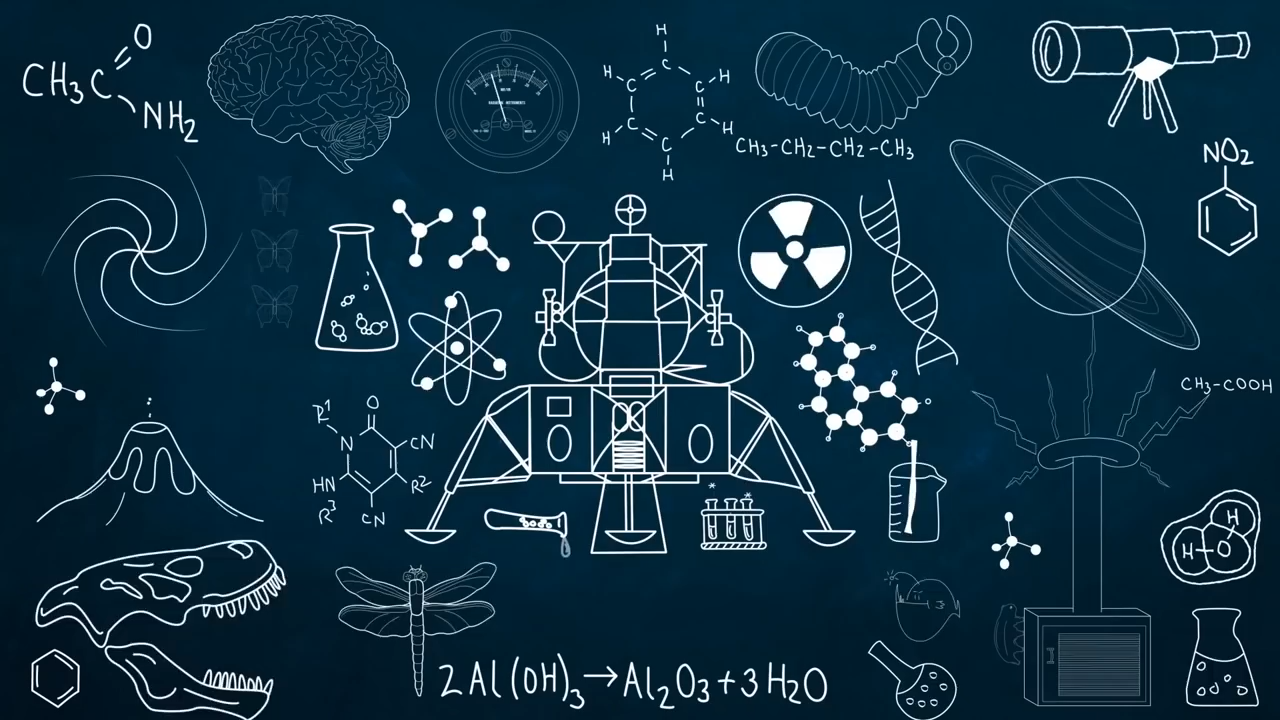 O
CH3 C
NH2
H
H C H
C C
C C
H C H
H
CH3-CH2-CH2-CH3
NO2
CH3-COOH
R1 O
N CN
HN R2
R3 CN
H
H-O
2Al(OH)3→Al2O3+3H2O